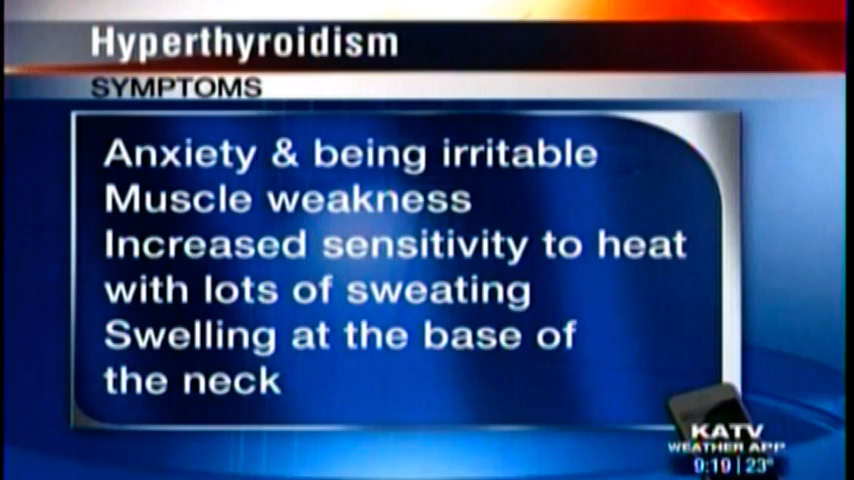 Hyperthyroidism
SYMPTOMS
Anxiety & being irritable
Muscle weakness
Increased sensitivity to heat
with lots of sweating
Swelling at the base of
the neck
KATV
WEATHER APP
9:19 | 23°